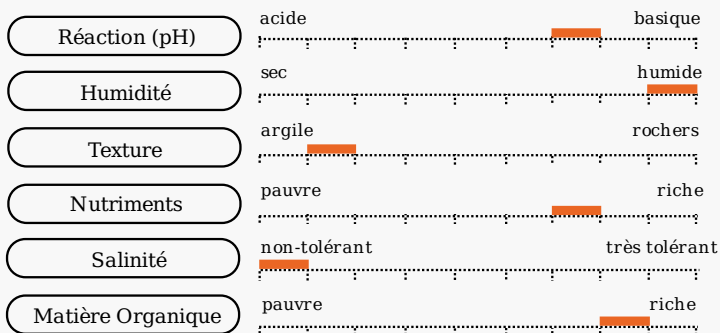 acide basique
Réaction (pH)
sec humide
Humidité
argile rochers
Texture
pauvre riche
Nutriments
non-tolérant très tolérant
Salinité
pauvre riche
Matière Organique